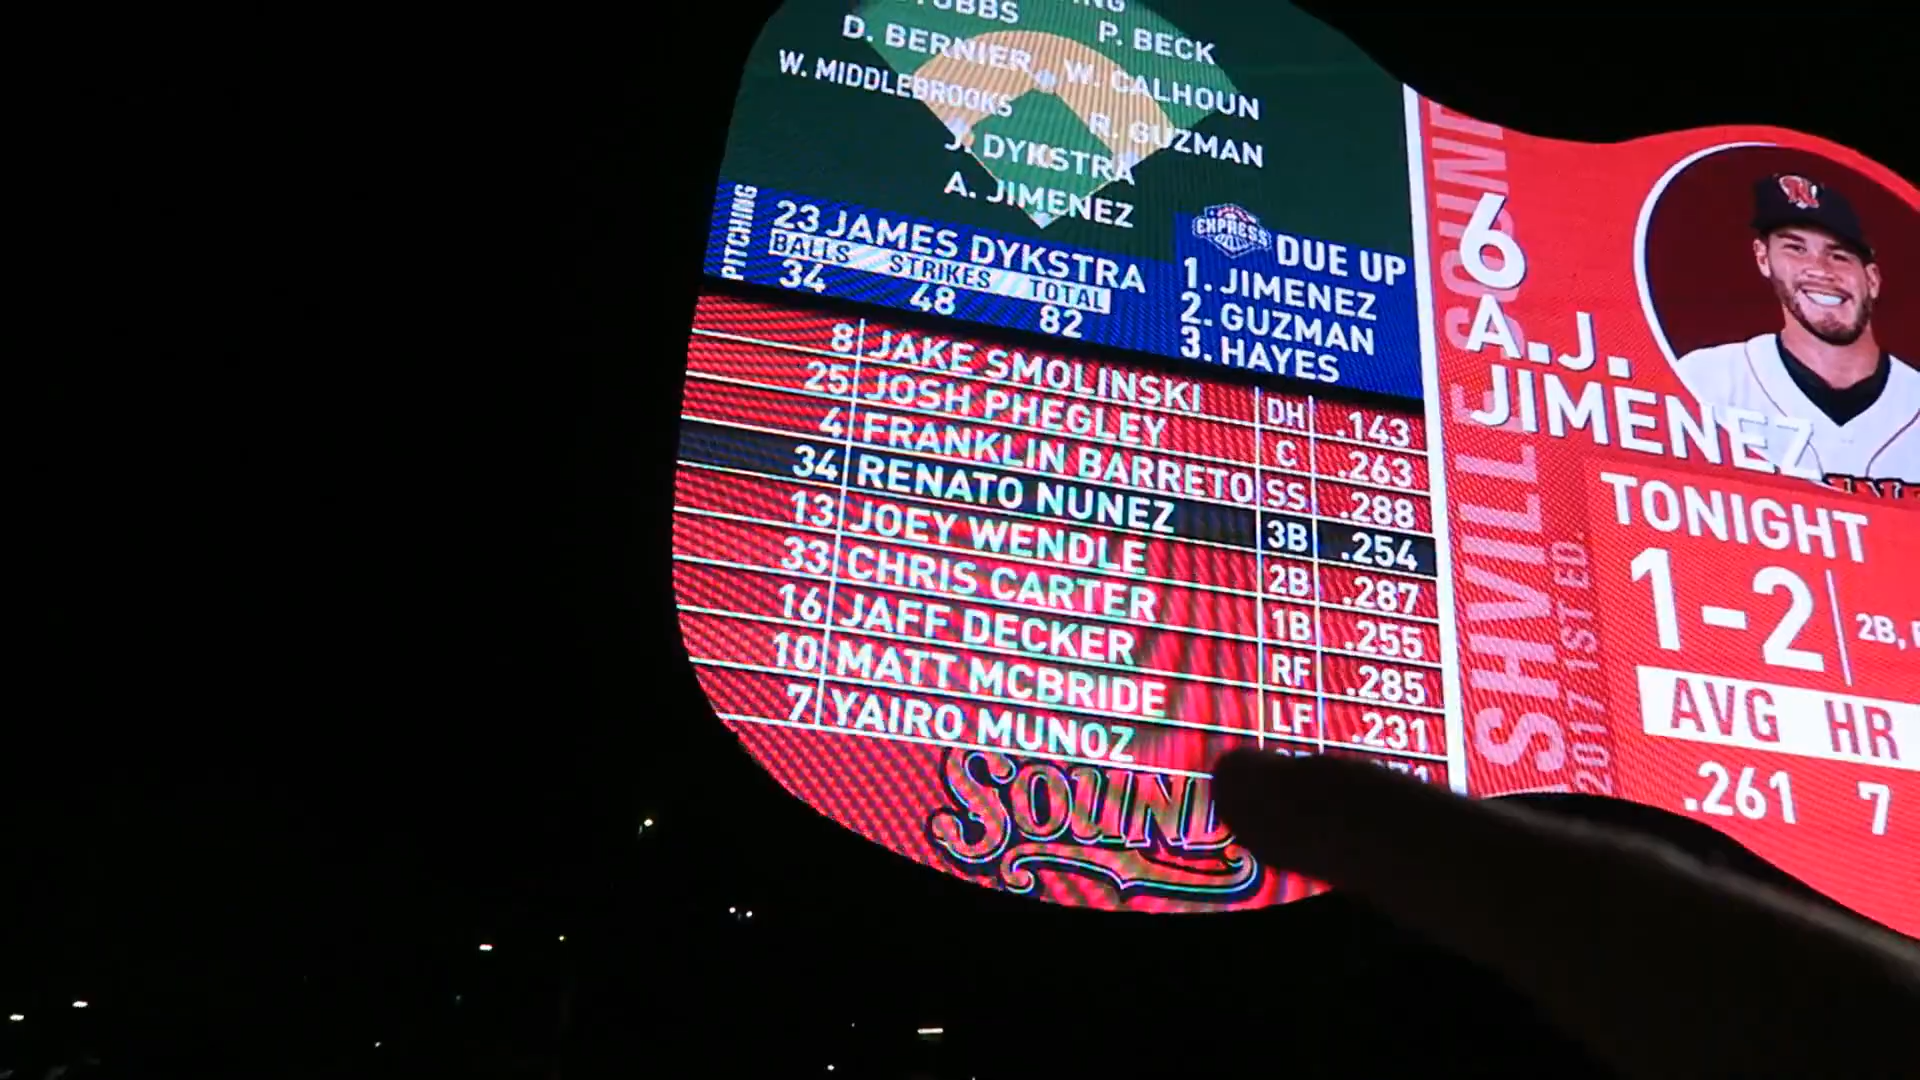 P. BECK
D. BERNIER
W. CALHOUN
W. MIDDLEBROOKS
R. GUZMAN
J. DYKSTRA
A. JIMENEZ
PITCHING
23 JAMES DYKSTRA
BALLS STRIKES TOTAL
34 48 82
EXPRESS DUE UP
1. JIMENEZ
2. GUZMAN
3. HAYES
8 JAKE SMOLINSKI DH .143
25 JOSH PHEGLEY C .263
4 FRANKLIN BARRETO SS .288
34 RENATO NUNEZ 3B .254
13 JOEY WENDLE 2B .287
33 CHRIS CARTER 1B .255
16 JAFF DECKER RF .285
10 MATT MCBRIDE LF .231
7 YAIRO MUNOZ
SOUND
2017 1ST ED.
6
A.J.
JIMENEZ
TONIGHT
1-2
2B,
AVG HR
.261 7